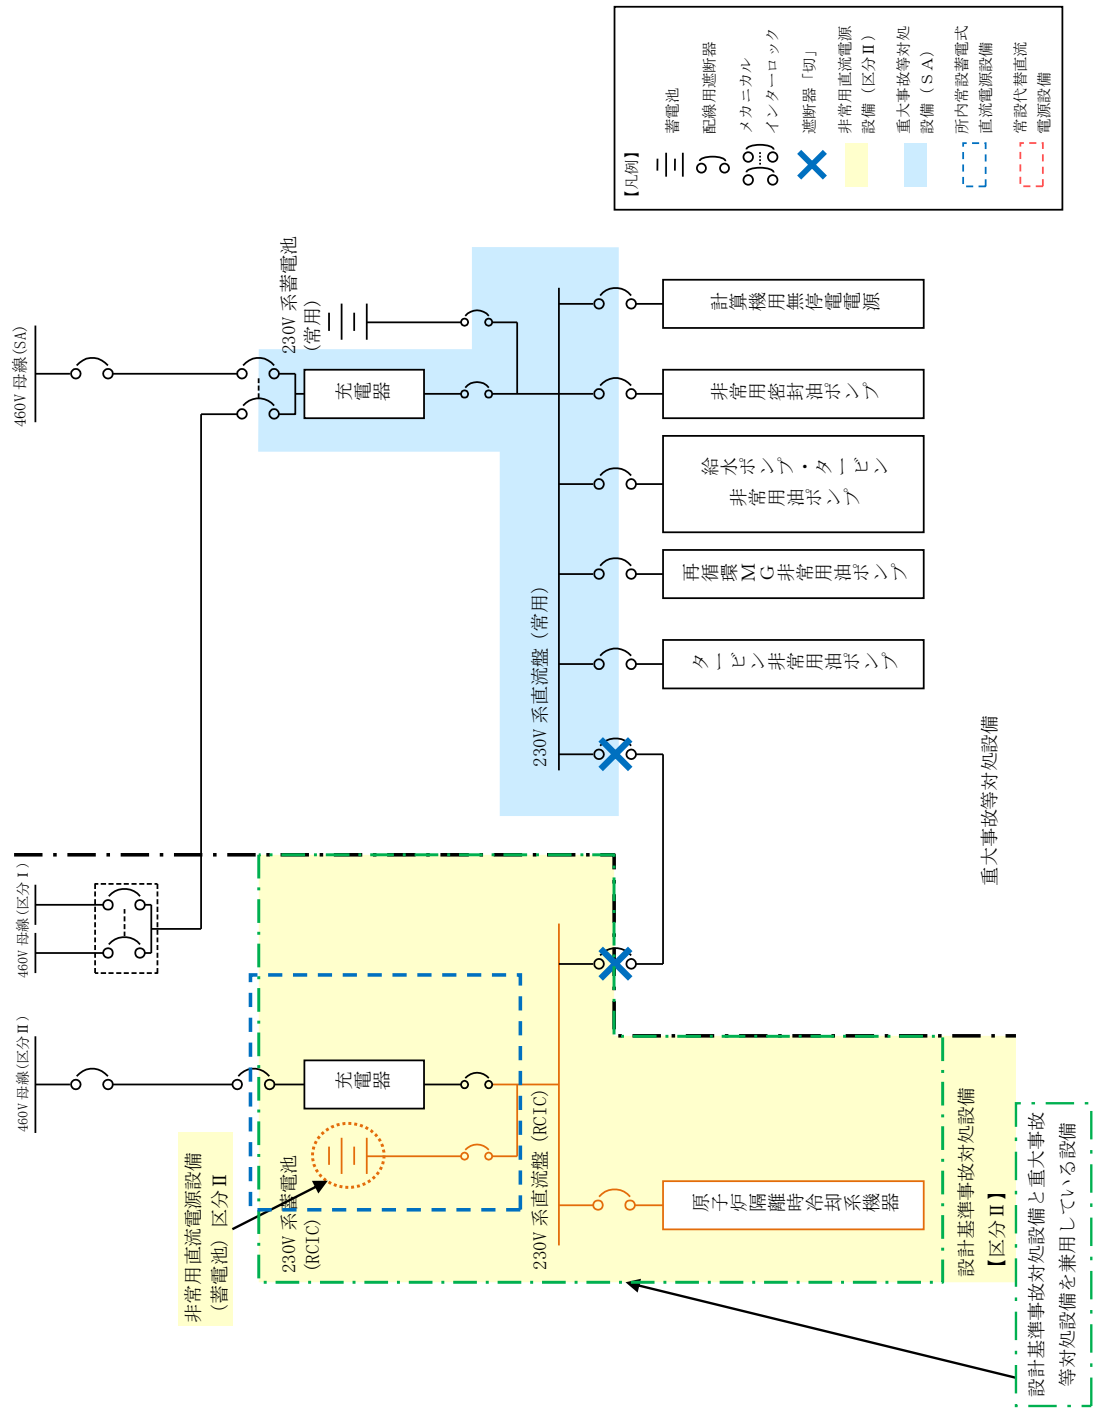 460V 母線(区分Ⅱ)
460V 母線(区分Ⅰ)
460V 母線(SA)
非常用直流電源設備
(蓄電池) 区分Ⅱ
230V 系蓄電池
(RCIC)
充電器
230V 系蓄電池
(常用)
充電器
230V 系直流盤 (RCIC)
230V 系直流盤 (常用)
原子炉隔離時冷却系機器
タービン非常用油ポンプ
再循環MG非常用油ポンプ
給水ポンプ・タービン
非常用油ポンプ
非常用密封油ポンプ
計算機用無停電電源
設計基準事故対処設備
【区分Ⅱ】
重大事故等対処設備
設計基準事故対処設備と重大事故
等対処設備を兼用している設備
【凡例】
蓄電池
配線用遮断器
メカニカル
インターロック
遮断器「切」
非常用直流電源
設備(区分Ⅱ)
重大事故等対処
設備(SA)
所内常設蓄電式
直流電源設備
常設代替直流
電源設備